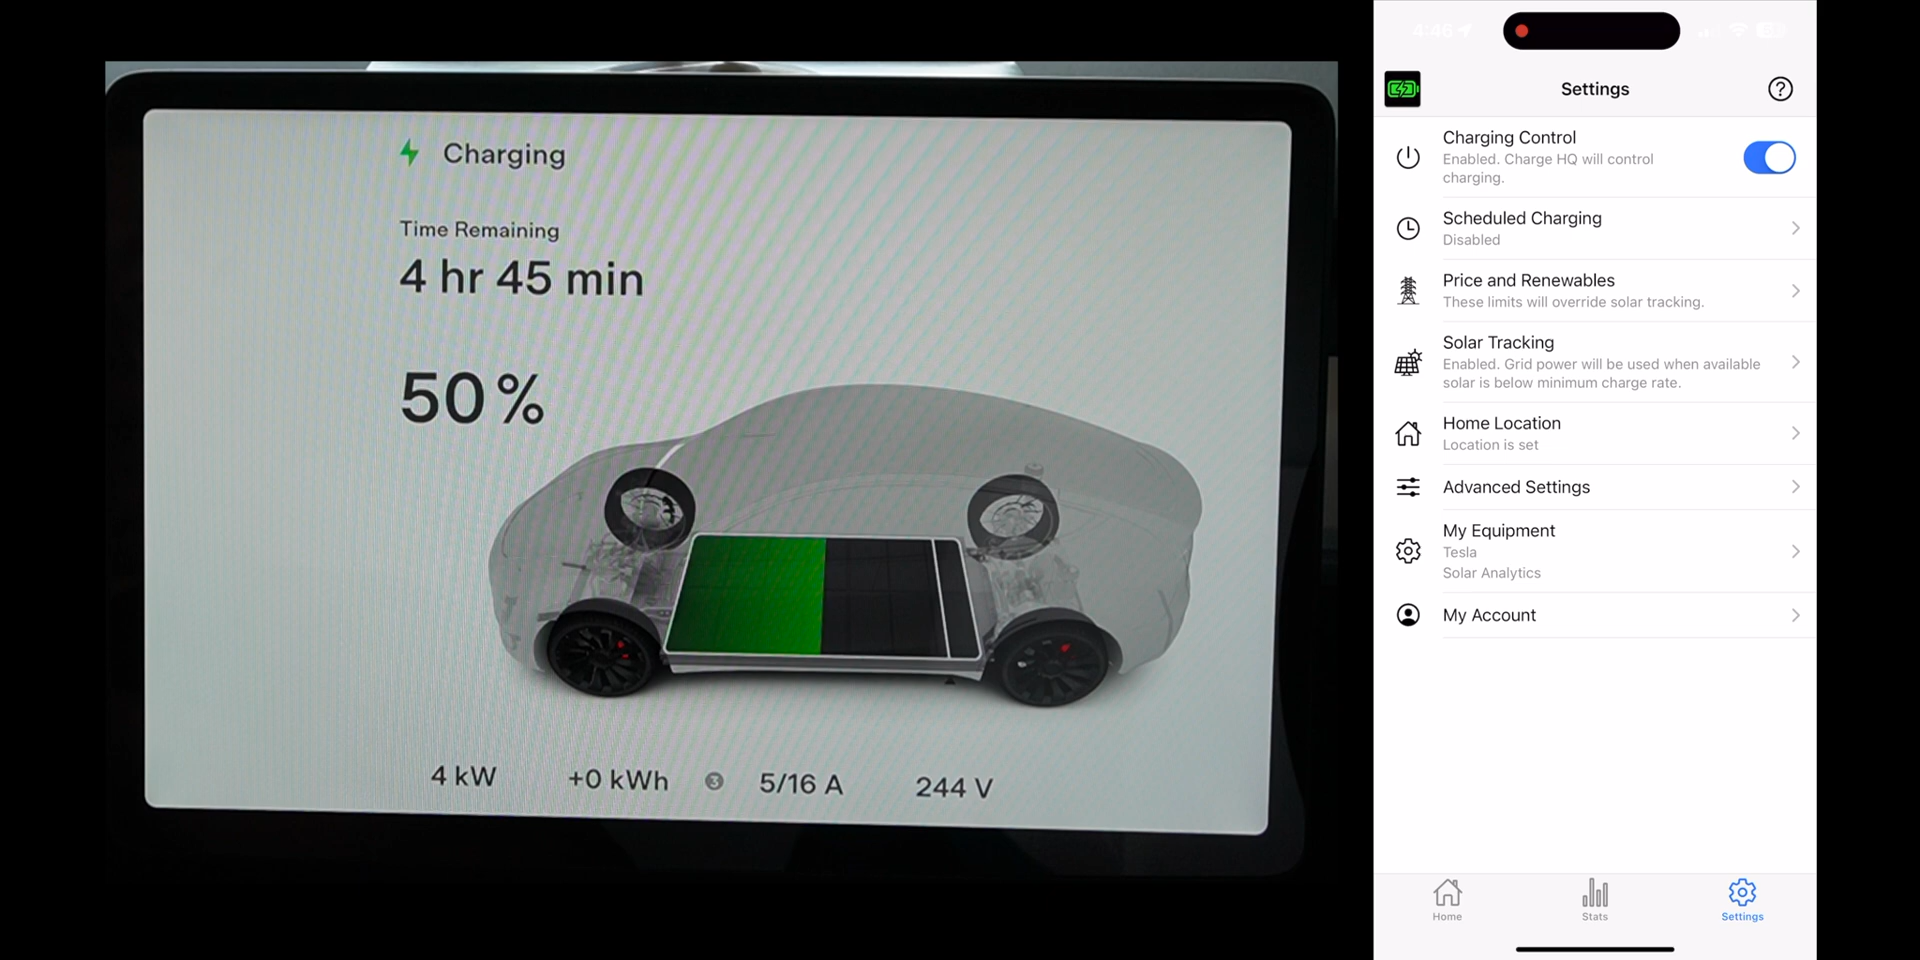 Charging
Time Remaining
4 hr 45 min
50%
4 kW
+0 kWh
3
5/16 A
244 V
4:46
Settings
Charging Control
Enabled. Charge HQ will control
charging.
Scheduled Charging
Disabled
Price and Renewables
These limits will override solar tracking.
Solar Tracking
Enabled. Grid power will be used when available
solar is below minimum charge rate.
Home Location
Location is set
Advanced Settings
My Equipment
Tesla
Solar Analytics
My Account
Home
Stats
Settings